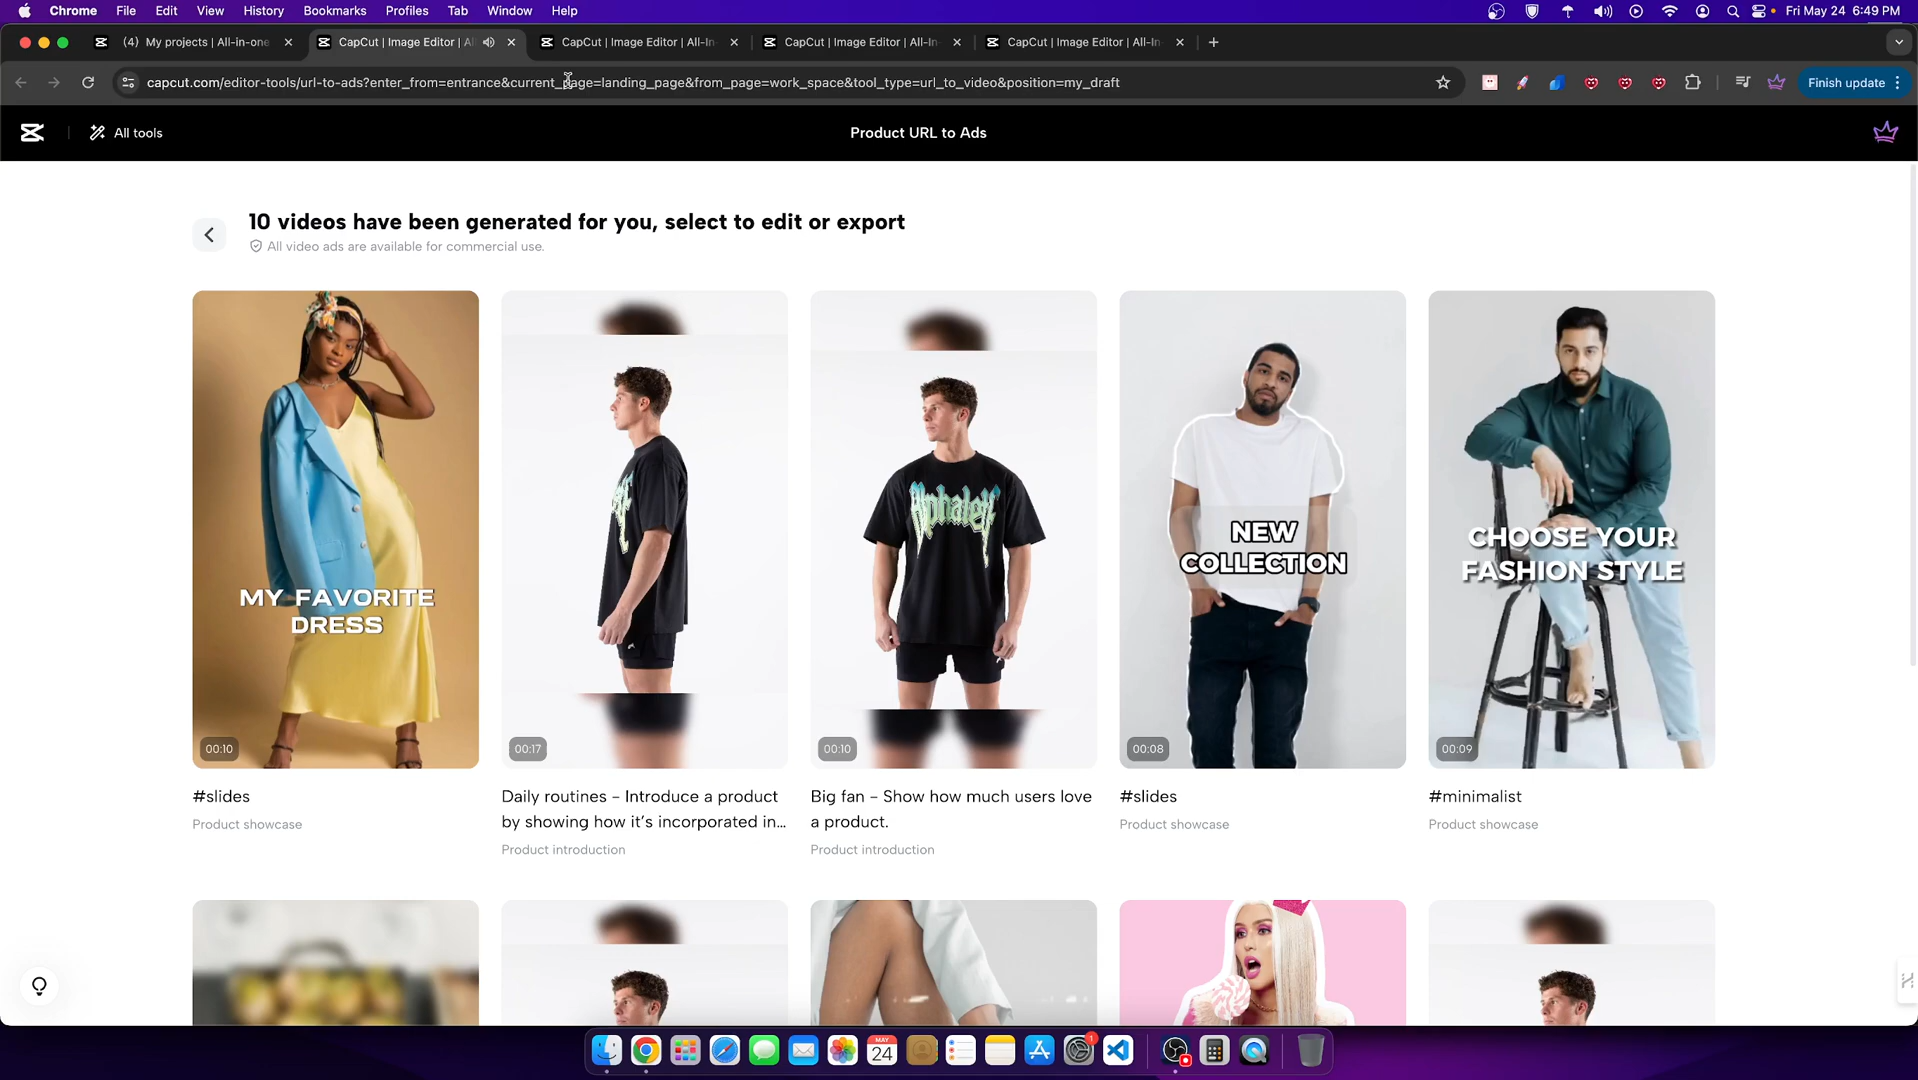 Chrome File Edit View History Bookmarks Profiles Tab Window Help Fri May 24 6:49 PM
(4) My projects | All-in-one CapCut | Image Editor | Al CapCut | Image Editor | All-In- CapCut | Image Editor | All-In- CapCut | Image Editor | All-In-
capcut.com/editor-tools/url-to-ads?enter_from=entrance&current_page=landing_page&from_page=work_space&tool_type=url_to_video&position=my_draft Finish update
All tools Product URL to Ads
10 videos have been generated for you, select to edit or export
All video ads are available for commercial use.
MY FAVORITE
DRESS
00:10
00:17
Alphalete
00:10
NEW
COLLECTION
00:08
CHOOSE YOUR
FASHION STYLE
00:09
#slides
Product showcase
Daily routines – Introduce a product
by showing how it's incorporated in...
Product introduction
Big fan – Show how much users love
a product.
Product introduction
#slides
Product showcase
#minimalist
Product showcase
MAY
24
1